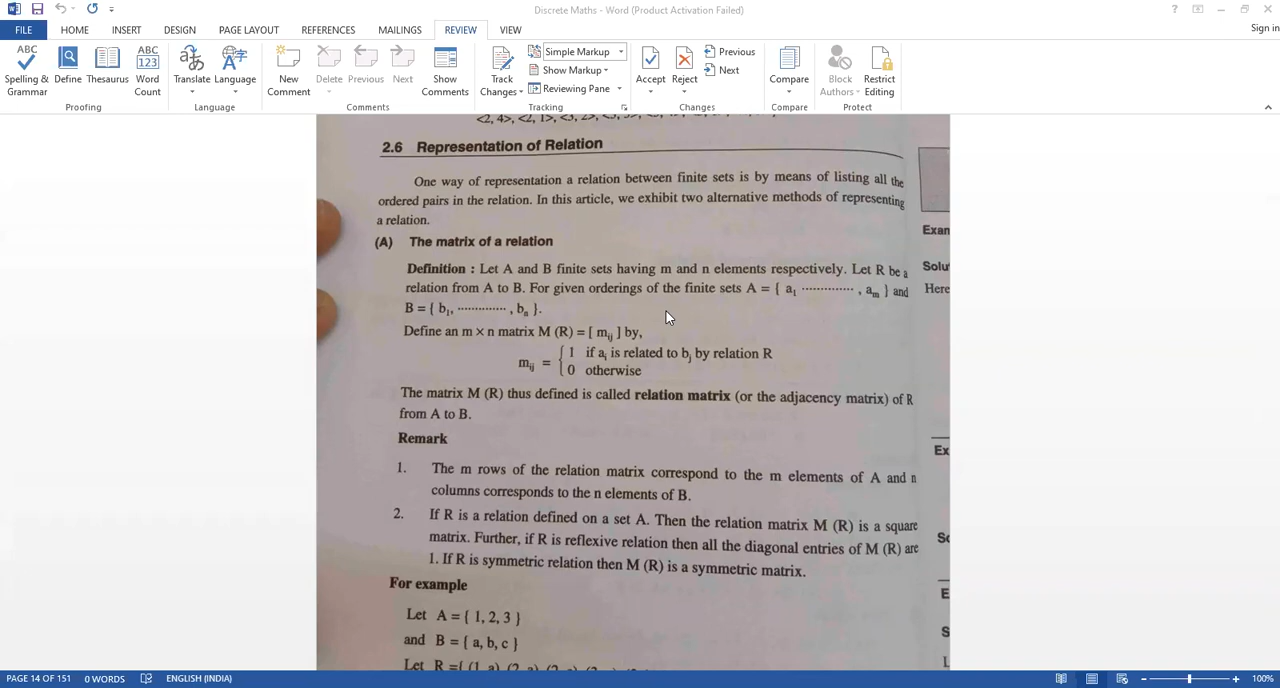 Discrete Maths - Word (Product Activation Failed)
Sign in
FILE HOME INSERT DESIGN PAGE LAYOUT REFERENCES MAILINGS REVIEW VIEW
ABC Spelling & Grammar
Define
Thesaurus
ABC 123 Word Count
Proofing
Translate
Language
Language
New Comment
Delete
Previous
Next
Show Comments
Comments
Track Changes
Simple Markup
Show Markup
Reviewing Pane
Tracking
Accept
Reject
Previous
Next
Changes
Compare
Compare
Block Authors
Restrict Editing
Protect
2.6 Representation of Relation
One way of representation a relation between finite sets is by means of listing all the
ordered pairs in the relation. In this article, we exhibit two alternative methods of representing
a relation.
(A) The matrix of a relation
Definition : Let A and B finite sets having m and n elements respectively. Let R be a
relation from A to B. For given orderings of the finite sets A = { a1 .............. , am } and
B = { b1, .............. , bn }.
Define an m × n matrix M (R) = [ mij ] by,
mij = { 1 if ai is related to bj by relation R
0 otherwise
The matrix M (R) thus defined is called relation matrix (or the adjacency matrix) of R
from A to B.
Remark
1. The m rows of the relation matrix correspond to the m elements of A and n
columns corresponds to the n elements of B.
2. If R is a relation defined on a set A. Then the relation matrix M (R) is a square
matrix. Further, if R is reflexive relation then all the diagonal entries of M (R) are
1. If R is symmetric relation then M (R) is a symmetric matrix.
For example
Let A = { 1, 2, 3 }
and B = { a, b, c }
Let R = { (1, a), (2, a)
Exam
Solu
Here
Ex
So
E
S
L
PAGE 14 OF 151 0 WORDS ENGLISH (INDIA)
100%